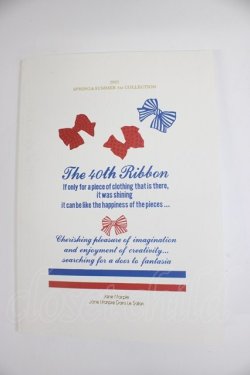 SPRING&SUMMER 1st COLLECTION
The 40th Ribbon
If only for a piece of clothing that is there,
it was shining
it can be like the happiness of the pieces ...
Cherishing pleasure of imagination
and enjoyment of creativity...
searching for a door to fantasia
Jane Marple
Jane Marple Dans Le Salon